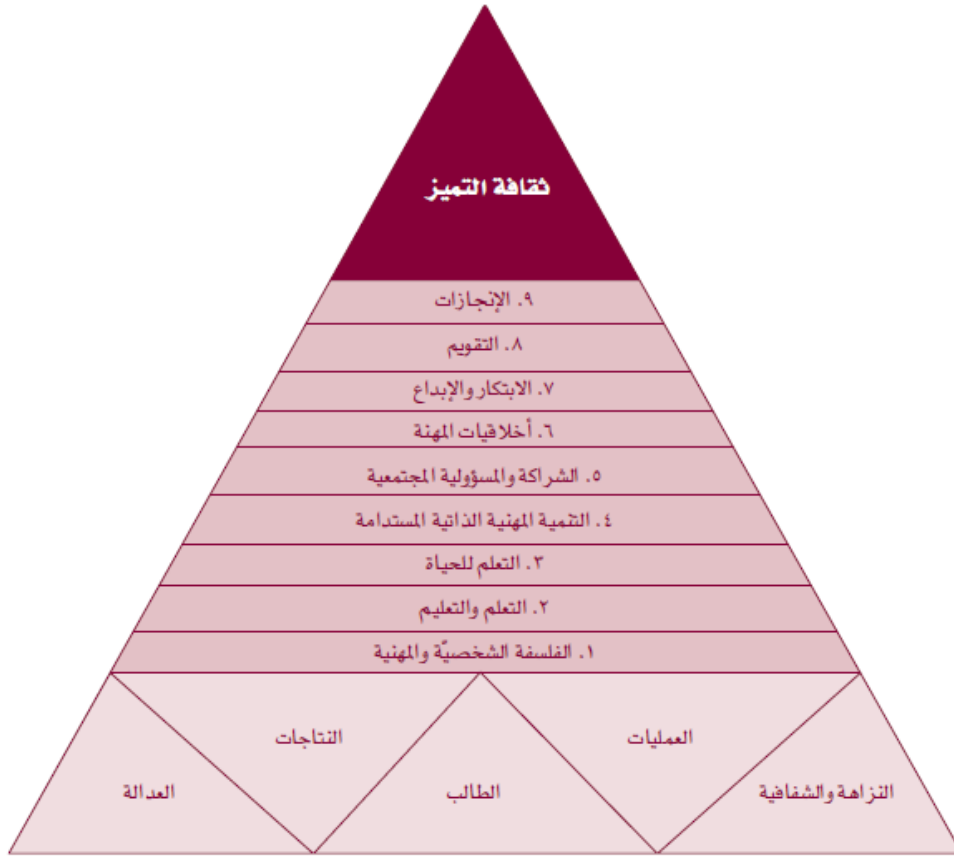 ثقافة التميز
٩. الإنجازات
٨. التقويم
٧. الابتكار والإبداع
٦. أخلاقيات المهنة
٥. الشراكة والمسؤولية المجتمعية
٤. التنمية المهنية الذاتية المستدامة
٣. التعلم للحياة
٢. التعلم والتعليم
١. الفلسفة الشخصيّة والمهنية
العمليات
النتاجات
النزاهة والشفافية
الطالب
العدالة